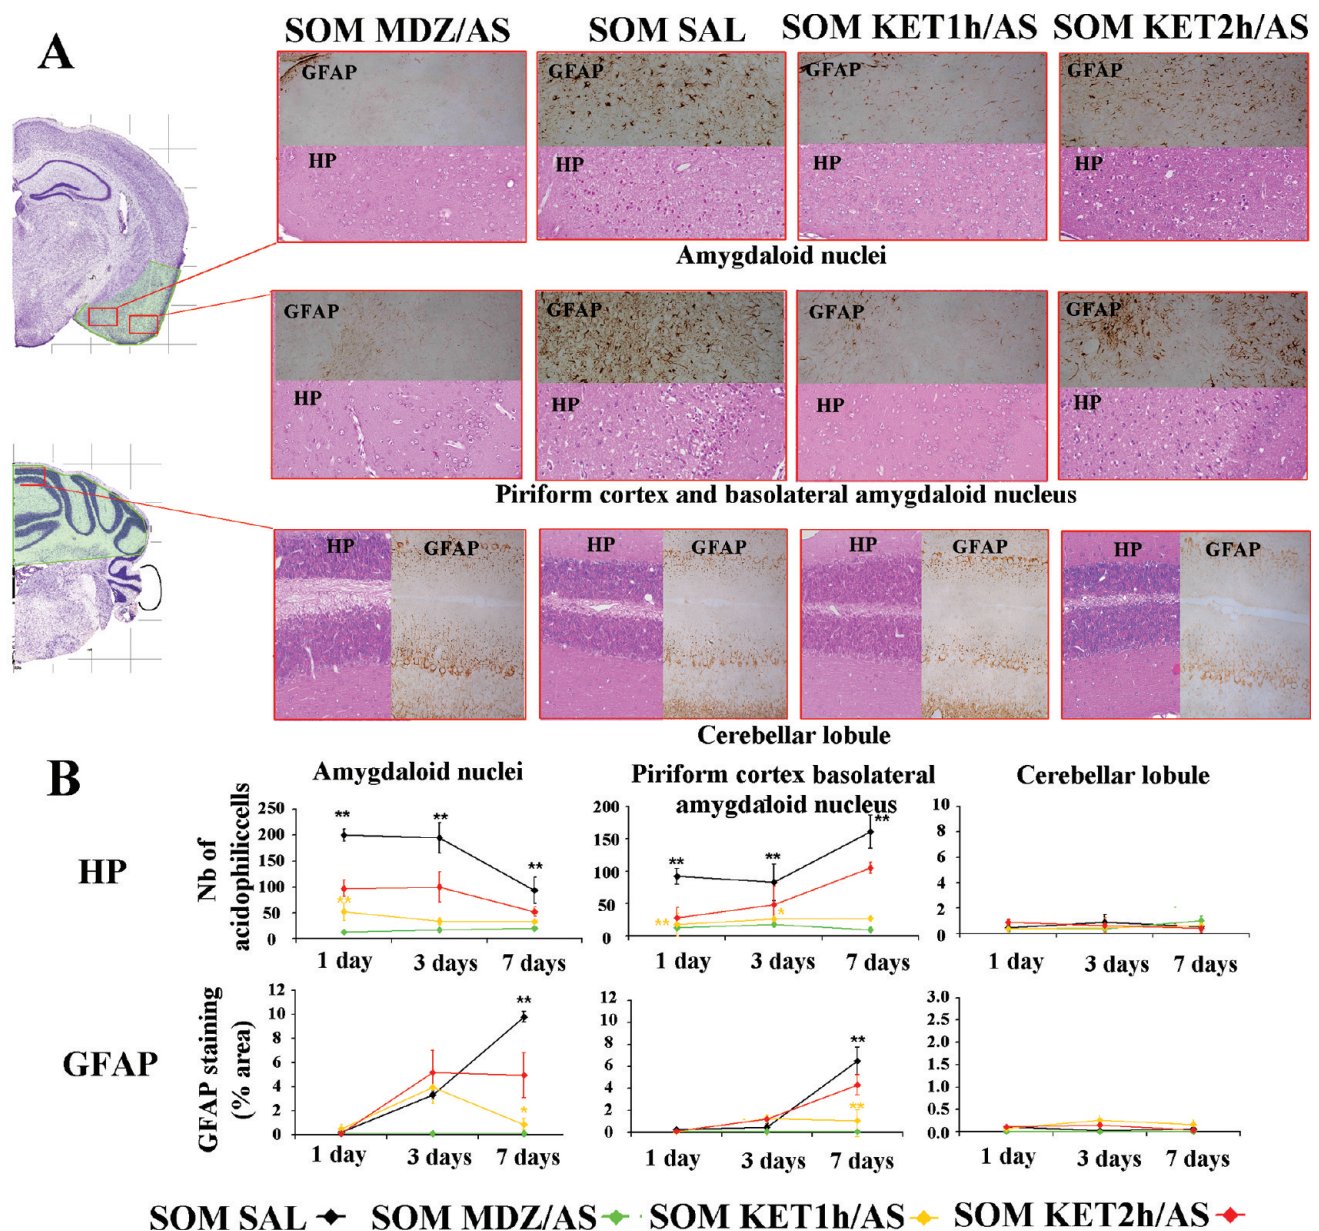 A
SOM MDZ/AS SOM SAL SOM KET1h/AS SOM KET2h/AS
GFAP GFAP GFAP GFAP
HP HP HP HP
Amygdaloid nuclei
GFAP GFAP GFAP GFAP
HP HP HP HP
Piriform cortex and basolateral amygdaloid nucleus
HP GFAP HP GFAP HP GFAP HP GFAP
Cerebellar lobule
B
Amygdaloid nuclei
Piriform cortex basolateral
amygdaloid nucleus
Cerebellar lobule
HP
Nb of
acidophiliccells
250
200
150
100
50
0
** ** **
**
1 day 3 days 7 days
200
150
100
50
0
** ** **
** *
1 day 3 days 7 days
10
8
6
4
2
0
1 day 3 days 7 days
GFAP
GFAP staining
(% area)
12
10
8
6
4
2
0
**
*
1 day 3 days 7 days
12
10
8
6
4
2
0
**
**
1 day 3 days 7 days
3.0
2.5
2.0
1.5
1.0
0.5
0.0
1 day 3 days 7 days
SOM SAL SOM MDZ/AS SOM KET1h/AS SOM KET2h/AS